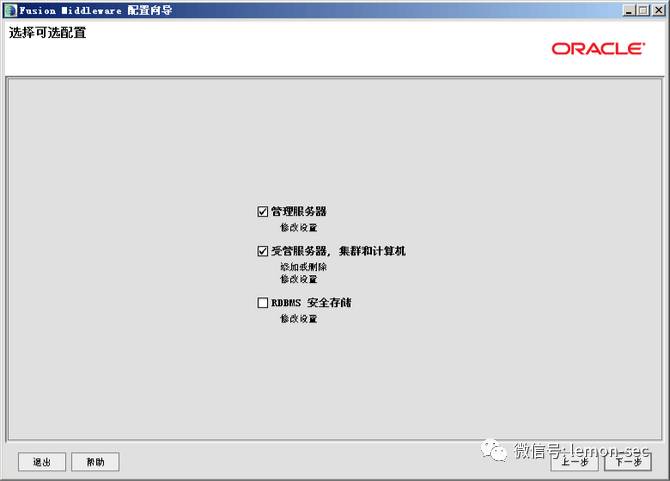 Fusion Middleware 配置向导
选择可选配置
ORACLE
管理服务器
修改设置
受管服务器, 集群和计算机
添加或删除
修改设置
RDBMS 安全存储
修改设置
微信号: lemon-sec
退出 帮助 上一步 下一步